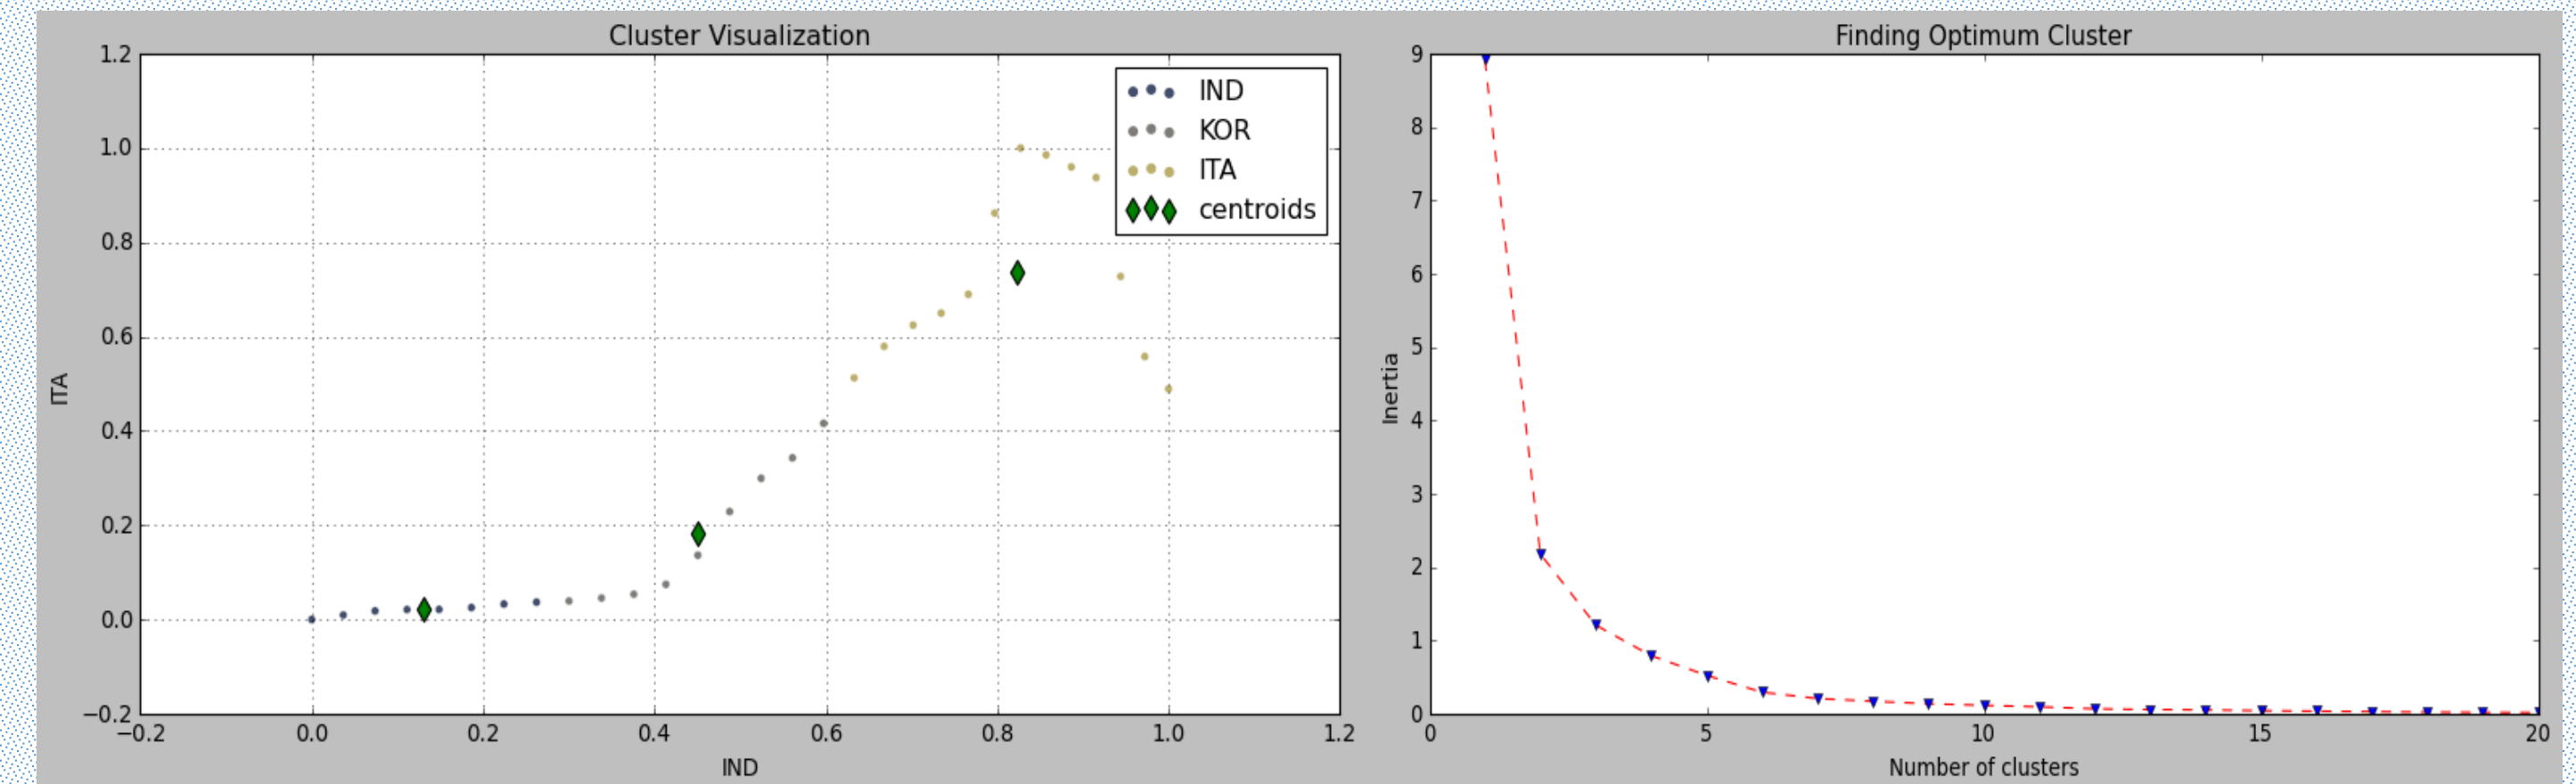 Cluster Visualization
1.2
1.0
0.8
0.6
0.4
0.2
0.0
−0.2
ITA
−0.2 0.0 0.2 0.4 0.6 0.8 1.0 1.2
IND
IND
KOR
ITA
centroids
Finding Optimum Cluster
9
8
7
6
5
4
3
2
1
0
Inertia
0 5 10 15 20
Number of clusters